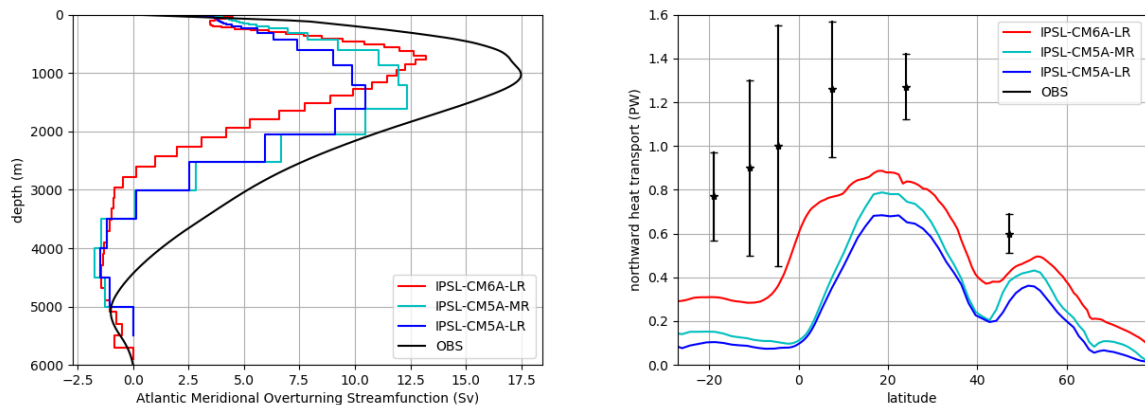 0
1000
2000
3000
4000
5000
6000
depth (m)
−2.5 0.0 2.5 5.0 7.5 10.0 12.5 15.0 17.5
Atlantic Meridional Overturning Streamfunction (Sv)
IPSL-CM6A-LR
IPSL-CM5A-MR
IPSL-CM5A-LR
OBS
1.6
1.4
1.2
1.0
0.8
0.6
0.4
0.2
0.0
northward heat transport (PW)
−20 0 20 40 60
latitude
IPSL-CM6A-LR
IPSL-CM5A-MR
IPSL-CM5A-LR
OBS